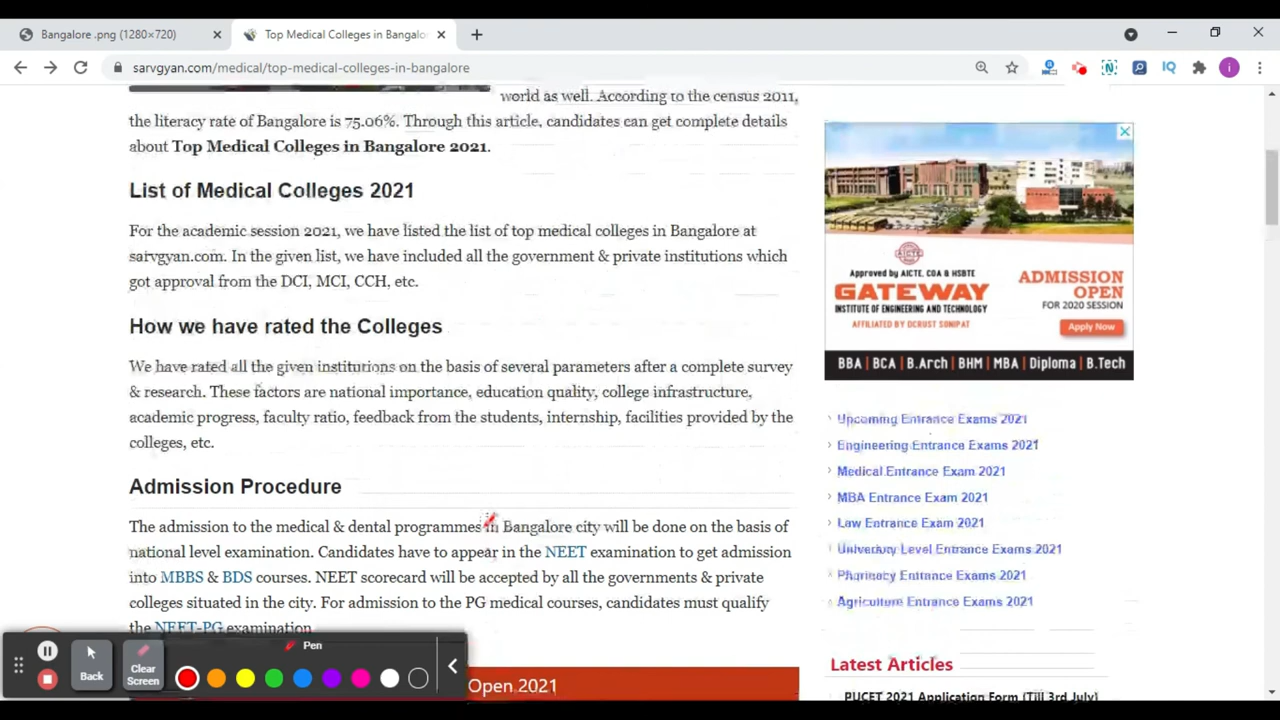 Bangalore .png (1280×720)
Top Medical Colleges in Bangalo
sarvgyan.com/medical/top-medical-colleges-in-bangalore
IQ
i
world as well. According to the census 2011,
the literacy rate of Bangalore is 75.06%. Through this article, candidates can get complete details
about Top Medical Colleges in Bangalore 2021.
List of Medical Colleges 2021
For the academic session 2021, we have listed the list of top medical colleges in Bangalore at
sarvgyan.com. In the given list, we have included all the government & private institutions which
got approval from the DCI, MCI, CCH, etc.
How we have rated the Colleges
We have rated all the given institutions on the basis of several parameters after a complete survey
& research. These factors are national importance, education quality, college infrastructure,
academic progress, faculty ratio, feedback from the students, internship, facilities provided by the
colleges, etc.
Admission Procedure
The admission to the medical & dental programmes in Bangalore city will be done on the basis of
national level examination. Candidates have to appear in the NEET examination to get admission
into MBBS & BDS courses. NEET scorecard will be accepted by all the governments & private
colleges situated in the city. For admission to the PG medical courses, candidates must qualify
the NEET-PG examination
Open 2021
Approved by AICTE, COA & HSBTE
GATEWAY
INSTITUTE OF ENGINEERING AND TECHNOLOGY
AFFILIATED BY DCRUST SONIPAT
ADMISSION
OPEN
FOR 2020 SESSION
Apply Now
BBA | BCA | B.Arch | BHM | MBA | Diploma | B.Tech
Upcoming Entrance Exams 2021
Engineering Entrance Exams 2021
Medical Entrance Exam 2021
MBA Entrance Exam 2021
Law Entrance Exam 2021
University Level Entrance Exams 2021
Pharmacy Entrance Exams 2021
Agriculture Entrance Exams 2021
Latest Articles
PUCET 2021 Application Form (Till 3rd July)
Back
Clear
Screen
Pen